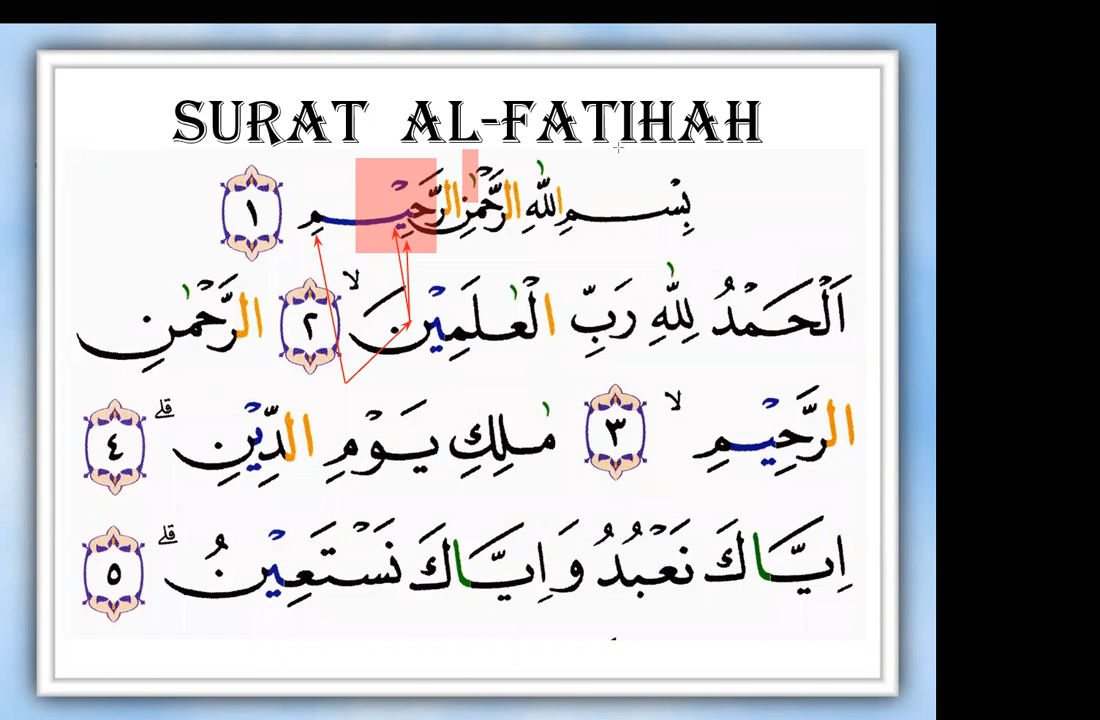 SURAT AL-FATIHAH
بِسْمِ اللّٰهِ الرَّحْمٰنِ الرَّحِيْمِ ١
اَلْحَمْدُ لِلّٰهِ رَبِّ الْعٰلَمِيْنَ ۙ ٢ الرَّحْمٰنِ
الرَّحِيْمِ ۙ ٣ مٰلِكِ يَوْمِ الدِّيْنِ ۗ ٤
اِيَّاكَ نَعْبُدُ وَاِيَّاكَ نَسْتَعِيْنُ ۗ ٥